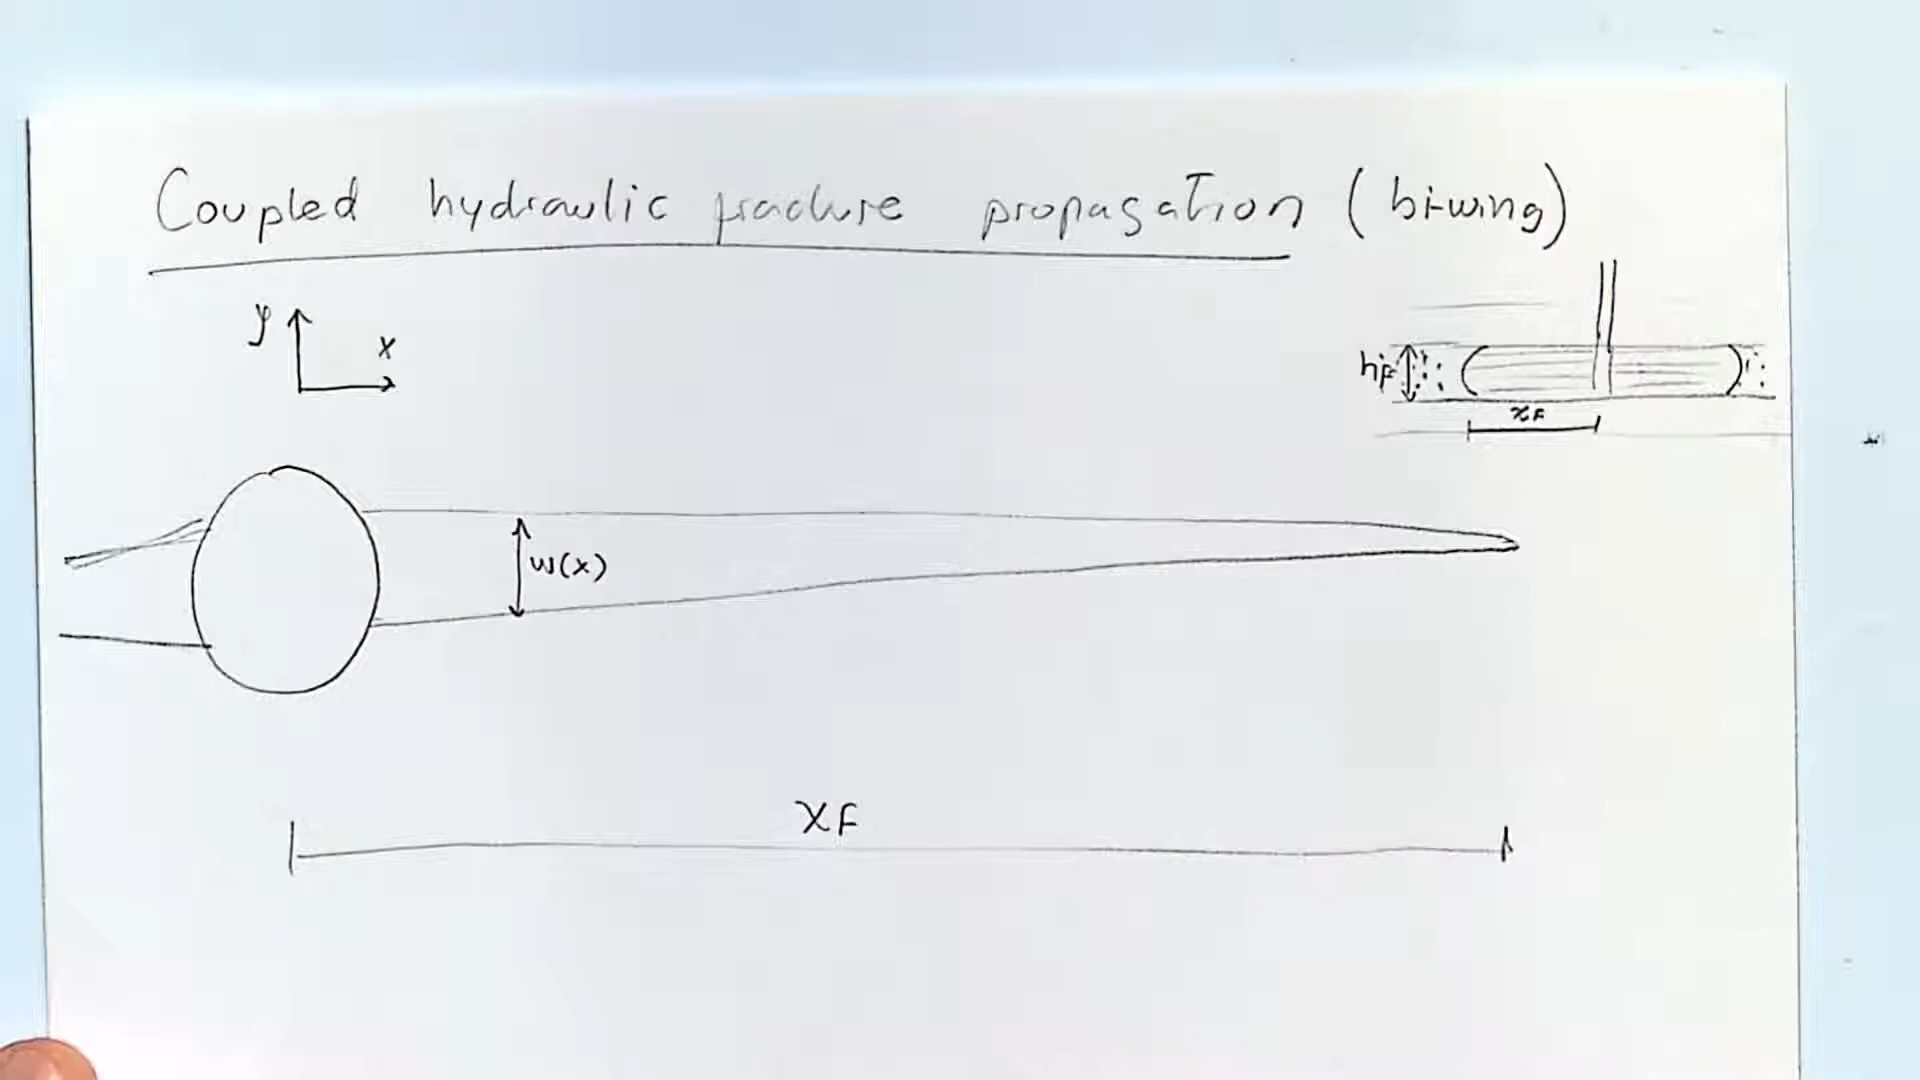 Coupled hydraulic fracture propagation (bi-wing)
y
x
hF
xF
w(x)
xF